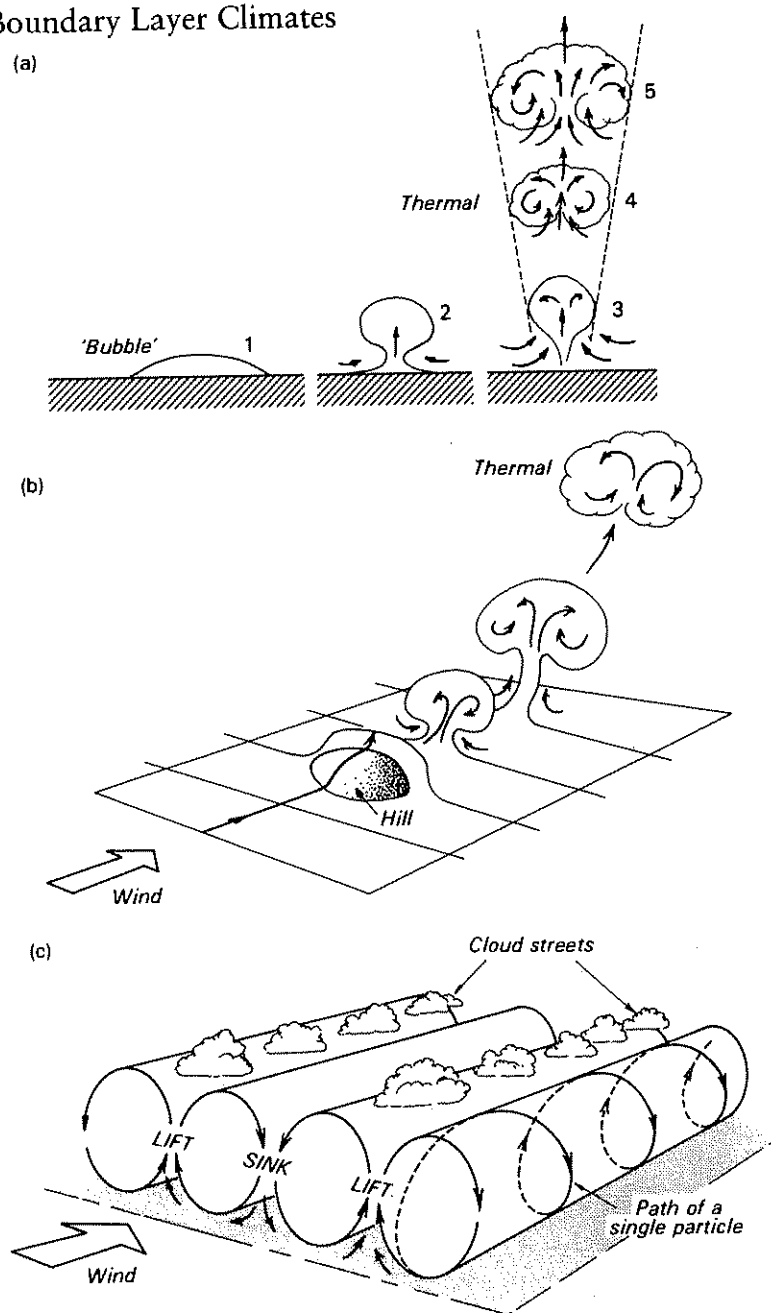 Boundary Layer Climates
(a)
5
Thermal
4
3
2
'Bubble'
1
(b)
Thermal
Hill
Wind
(c)
Cloud streets
LIFT
SINK
LIFT
Path of a
single particle
Wind